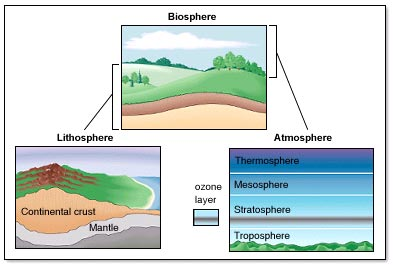 Biosphere
Lithosphere
Atmosphere
Continental crust
Mantle
ozone
layer
Thermosphere
Mesosphere
Stratosphere
Troposphere